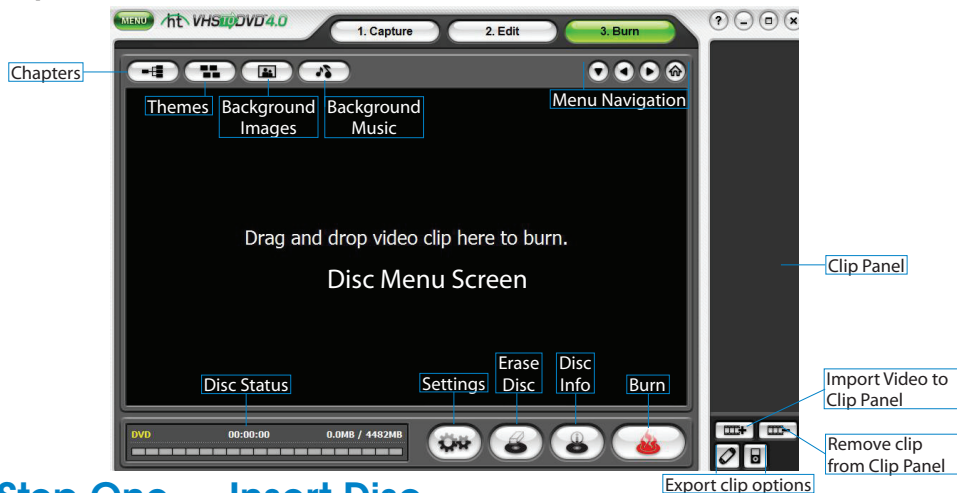 MENU ht VHS TO DVD 4.0
1. Capture
2. Edit
3. Burn
?
Chapters
Themes
Background
Images
Background
Music
Menu Navigation
Drag and drop video clip here to burn.
Disc Menu Screen
Clip Panel
Disc Status
Settings
Erase
Disc
Disc
Info
Burn
Import Video to
Clip Panel
DVD 00:00:00 0.0MB / 4482MB
Remove clip
from Clip Panel
Export clip options